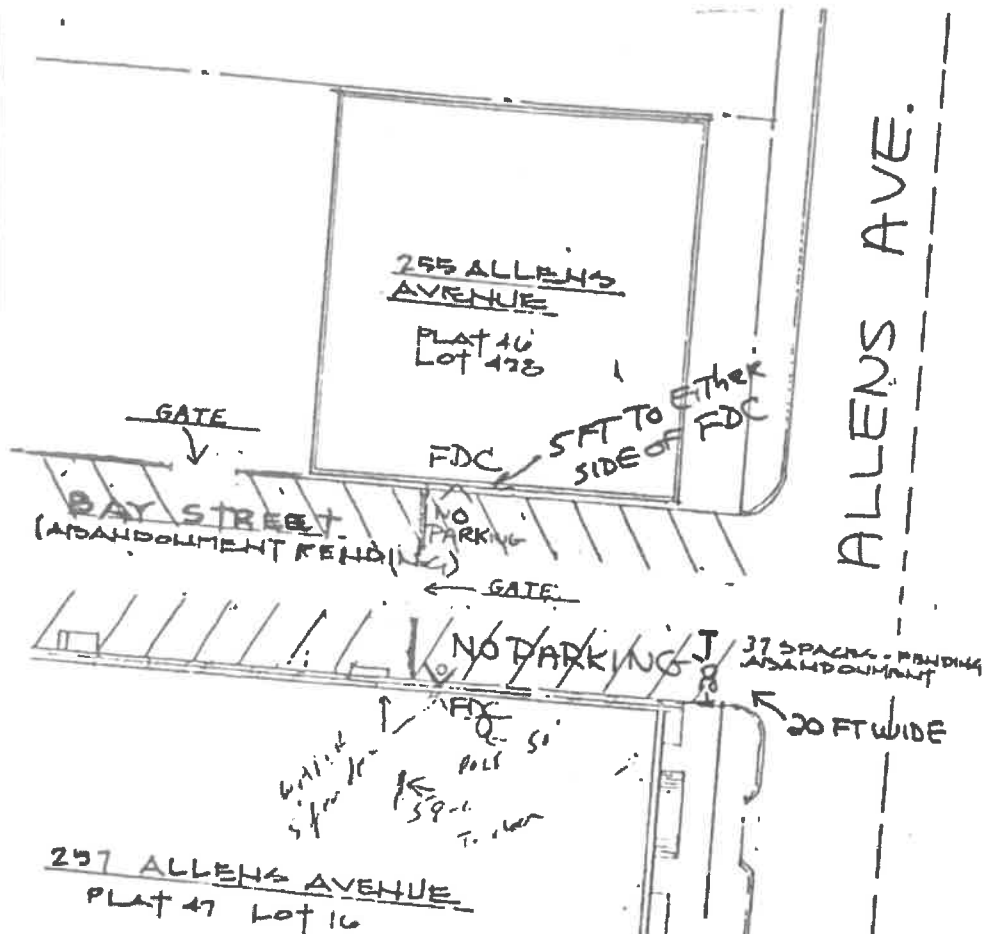 ALLENS AVE.
255 ALLENS
AVENUE
PLAT 46
LOT 428
5 FT TO EITHER
SIDE OF FDC
GATE
FDC
BAY STREET
(ABANDONMENT PENDING)
NO
PARKING
GATE
NO PARKING
37 SPACES - PENDING
ABANDONMENT
20 FT WIDE
FDC
POLE
297 ALLENS AVENUE
PLAT 47 LOT 16